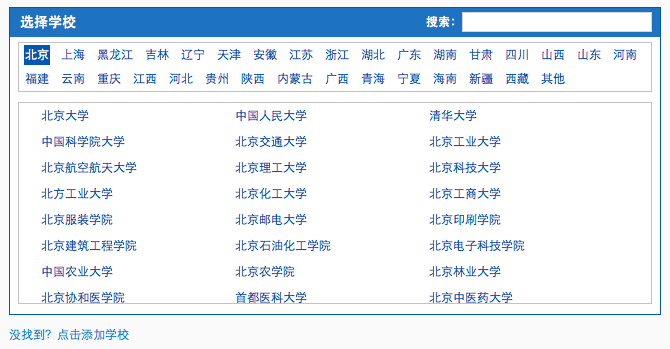 选择学校 搜索：
北京 上海 黑龙江 吉林 辽宁 天津 安徽 江苏 浙江 湖北 广东 湖南 甘肃 四川 山西 山东 河南
福建 云南 重庆 江西 河北 贵州 陕西 内蒙古 广西 青海 宁夏 海南 新疆 西藏 其他
北京大学 中国人民大学 清华大学
中国科学院大学 北京交通大学 北京工业大学
北京航空航天大学 北京理工大学 北京科技大学
北方工业大学 北京化工大学 北京工商大学
北京服装学院 北京邮电大学 北京印刷学院
北京建筑工程学院 北京石油化工学院 北京电子科技学院
中国农业大学 北京农学院 北京林业大学
北京协和医学院 首都医科大学 北京中医药大学
没找到？点击添加学校